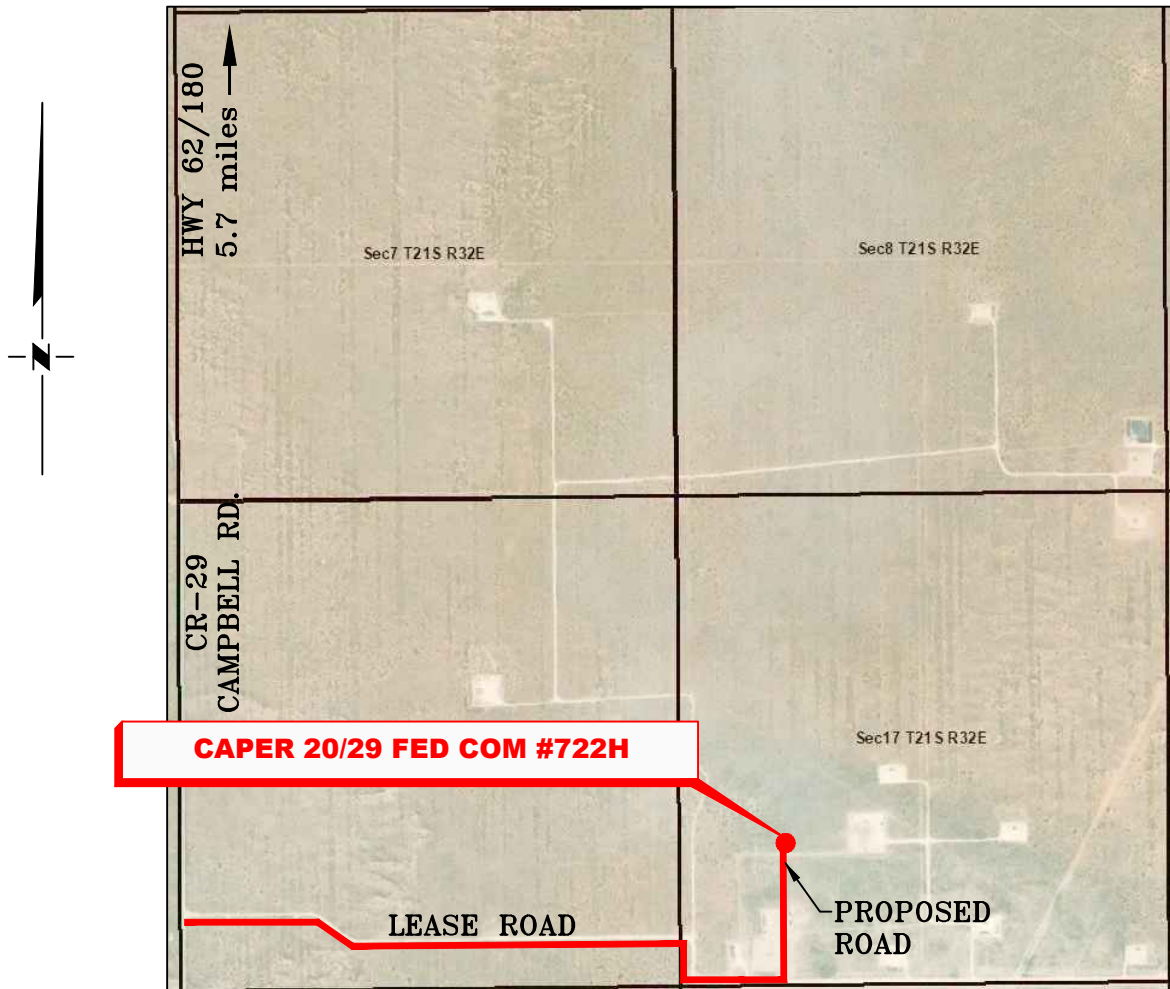 HWY 62/180
5.7 miles
Sec7 T21S R32E
Sec8 T21S R32E
N
CR-29
CAMPBELL RD.
CAPER 20/29 FED COM #722H
Sec17 T21S R32E
LEASE ROAD
PROPOSED
ROAD